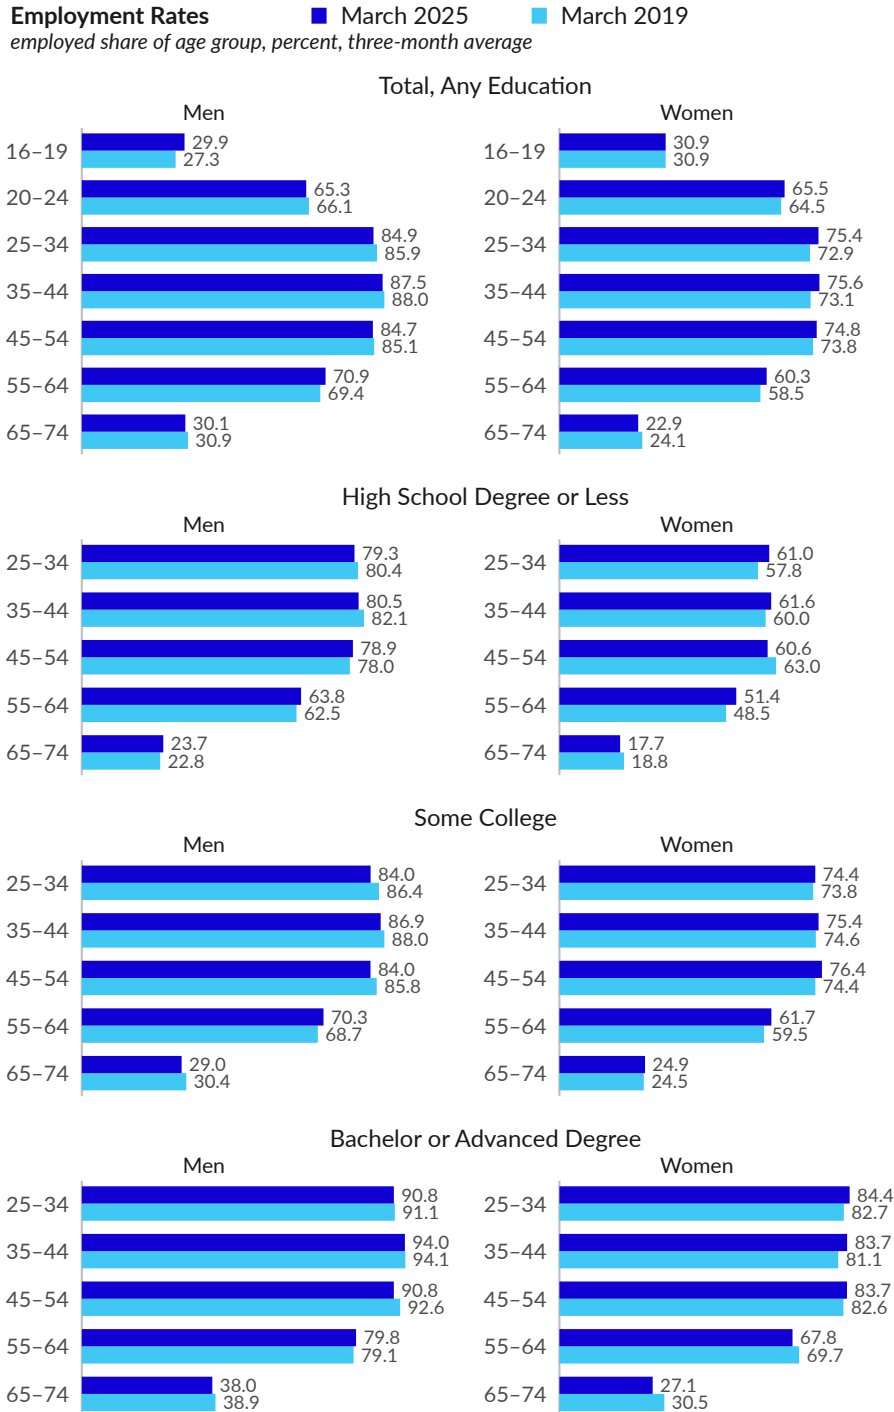 Employment Rates March 2025 March 2019
employed share of age group, percent, three-month average
Total, Any Education
Men
16–19 29.9 27.3
20–24 65.3 66.1
25–34 84.9 85.9
35–44 87.5 88.0
45–54 84.7 85.1
55–64 70.9 69.4
65–74 30.1 30.9
Women
16–19 30.9 30.9
20–24 65.5 64.5
25–34 75.4 72.9
35–44 75.6 73.1
45–54 74.8 73.8
55–64 60.3 58.5
65–74 22.9 24.1
High School Degree or Less
Men
25–34 79.3 80.4
35–44 80.5 82.1
45–54 78.9 78.0
55–64 63.8 62.5
65–74 23.7 22.8
Women
25–34 61.0 57.8
35–44 61.6 60.0
45–54 60.6 63.0
55–64 51.4 48.5
65–74 17.7 18.8
Some College
Men
25–34 84.0 86.4
35–44 86.9 88.0
45–54 84.0 85.8
55–64 70.3 68.7
65–74 29.0 30.4
Women
25–34 74.4 73.8
35–44 75.4 74.6
45–54 76.4 74.4
55–64 61.7 59.5
65–74 24.9 24.5
Bachelor or Advanced Degree
Men
25–34 90.8 91.1
35–44 94.0 94.1
45–54 90.8 92.6
55–64 79.8 79.1
65–74 38.0 38.9
Women
25–34 84.4 82.7
35–44 83.7 81.1
45–54 83.7 82.6
55–64 67.8 69.7
65–74 27.1 30.5